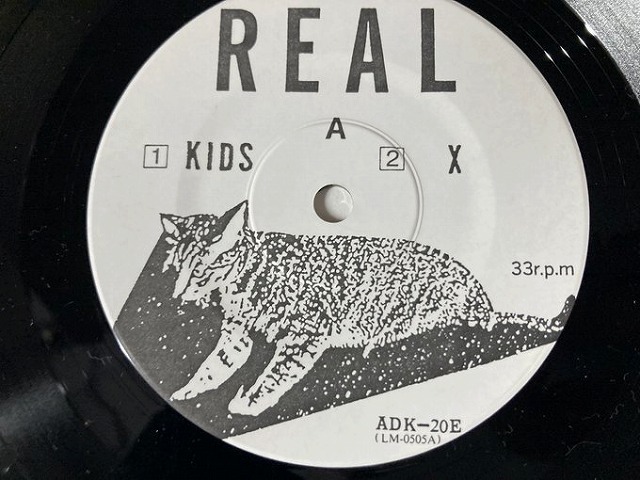 REAL
A
1 KIDS 2 X
33r.p.m
ADK-20E
(LM-0505A)